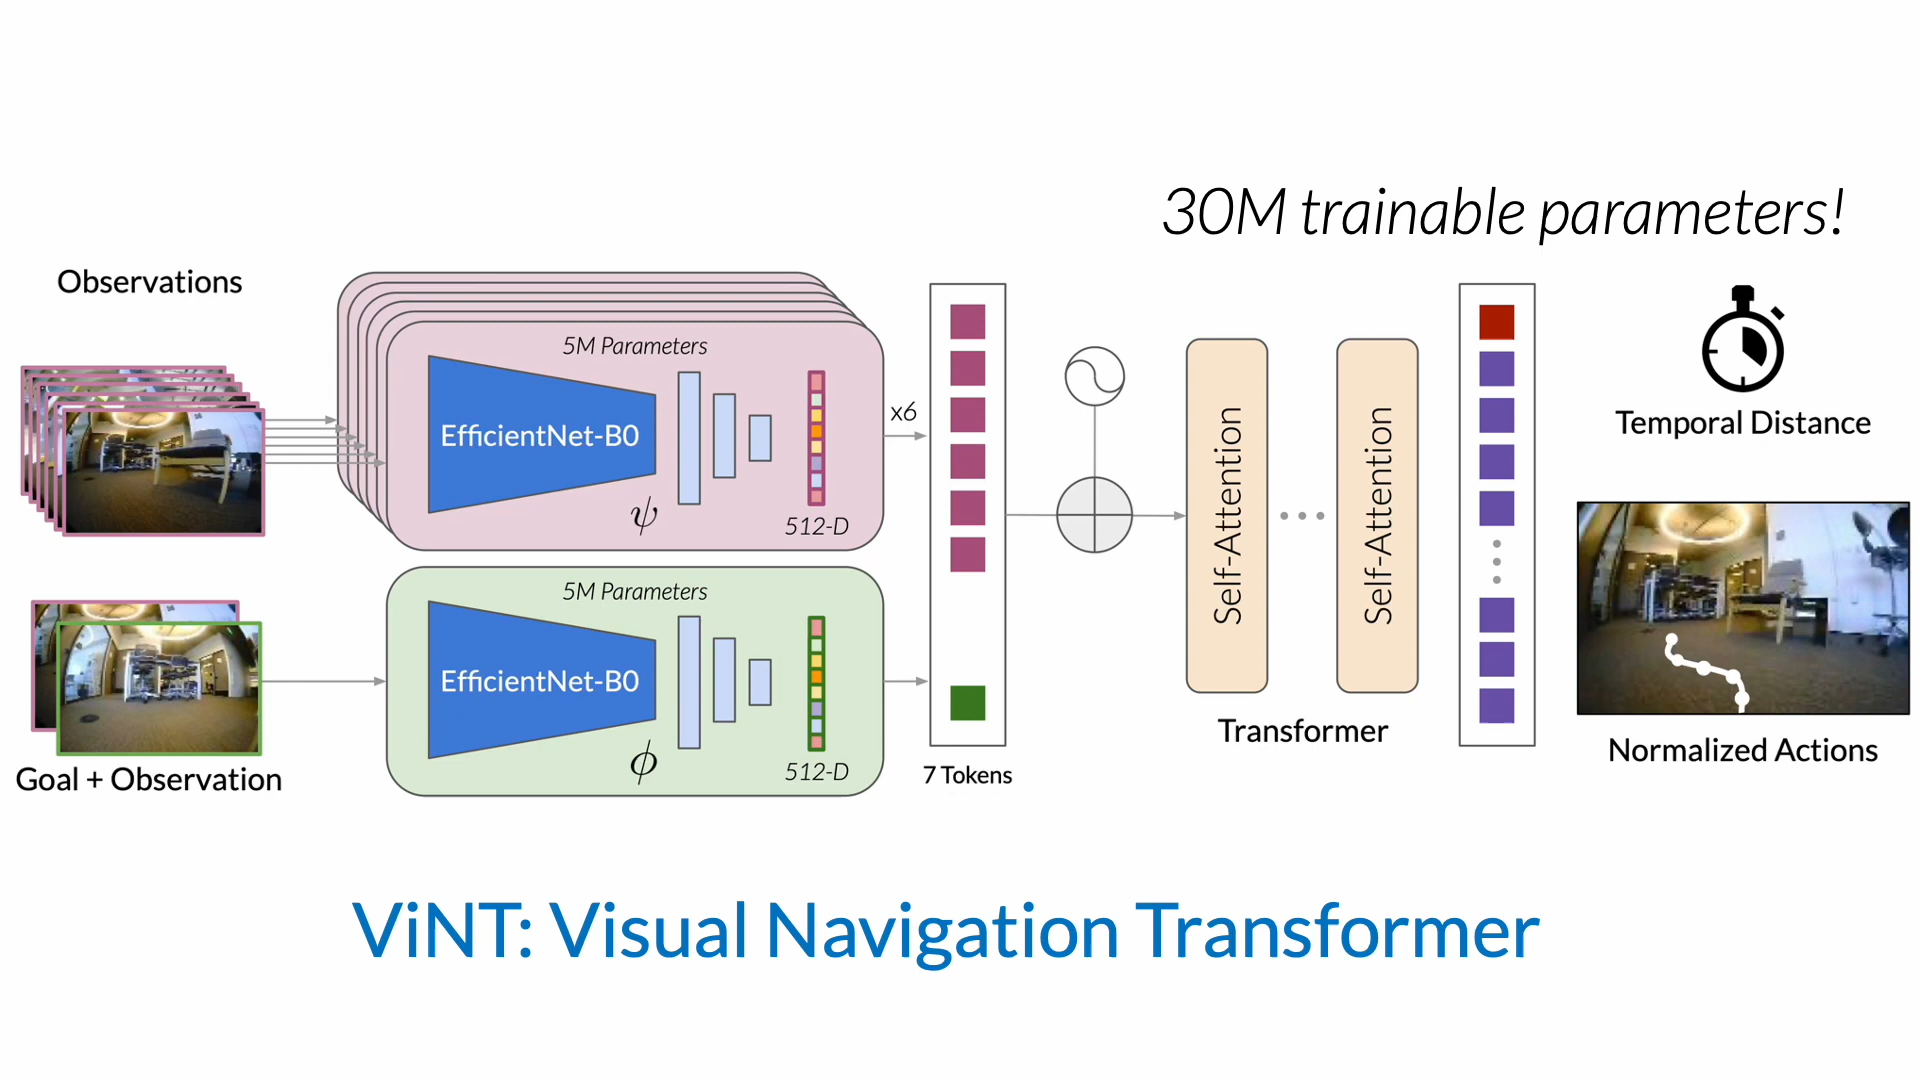 30M trainable parameters!
Observations
5M Parameters
EfficientNet-B0
ψ
512-D
x6
Goal + Observation
5M Parameters
EfficientNet-B0
ϕ
512-D
7 Tokens
Self-Attention
Self-Attention
Transformer
Temporal Distance
Normalized Actions
ViNT: Visual Navigation Transformer